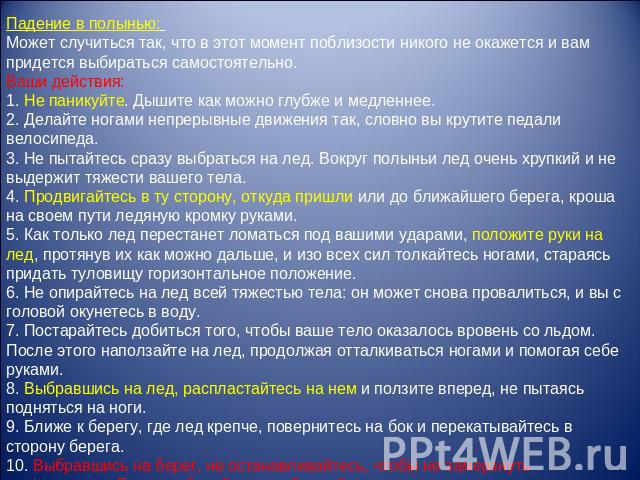 Падение в полынью:
Может случиться так, что в этот момент поблизости никого не окажется и вам
придется выбираться самостоятельно.
Ваши действия:
1. Не паникуйте. Дышите как можно глубже и медленнее.
2. Делайте ногами непрерывные движения так, словно вы крутите педали
велосипеда.
3. Не пытайтесь сразу выбраться на лед. Вокруг полыньи лед очень хрупкий и не
выдержит тяжести вашего тела.
4. Продвигайтесь в ту сторону, откуда пришли или до ближайшего берега, кроша
на своем пути ледяную кромку руками.
5. Как только лед перестанет ломаться под вашими ударами, положите руки на
лед, протянув их как можно дальше, и изо всех сил толкайтесь ногами, стараясь
придать туловищу горизонтальное положение.
6. Не опирайтесь на лед всей тяжестью тела: он может снова провалиться, и вы с
головой окунетесь в воду.
7. Постарайтесь добиться того, чтобы ваше тело оказалось вровень со льдом.
После этого наползайте на лед, продолжая отталкиваться ногами и помогая себе
руками.
8. Выбравшись на лед, распластайтесь на нем и ползите вперед, не пытаясь
подняться на ноги.
9. Ближе к берегу, где лед крепче, повернитесь на бок и перекатывайтесь в
сторону берега.
10. Выбравшись на берег, не останавливайтесь, чтобы не замерзнуть
PPt4WEB.ru